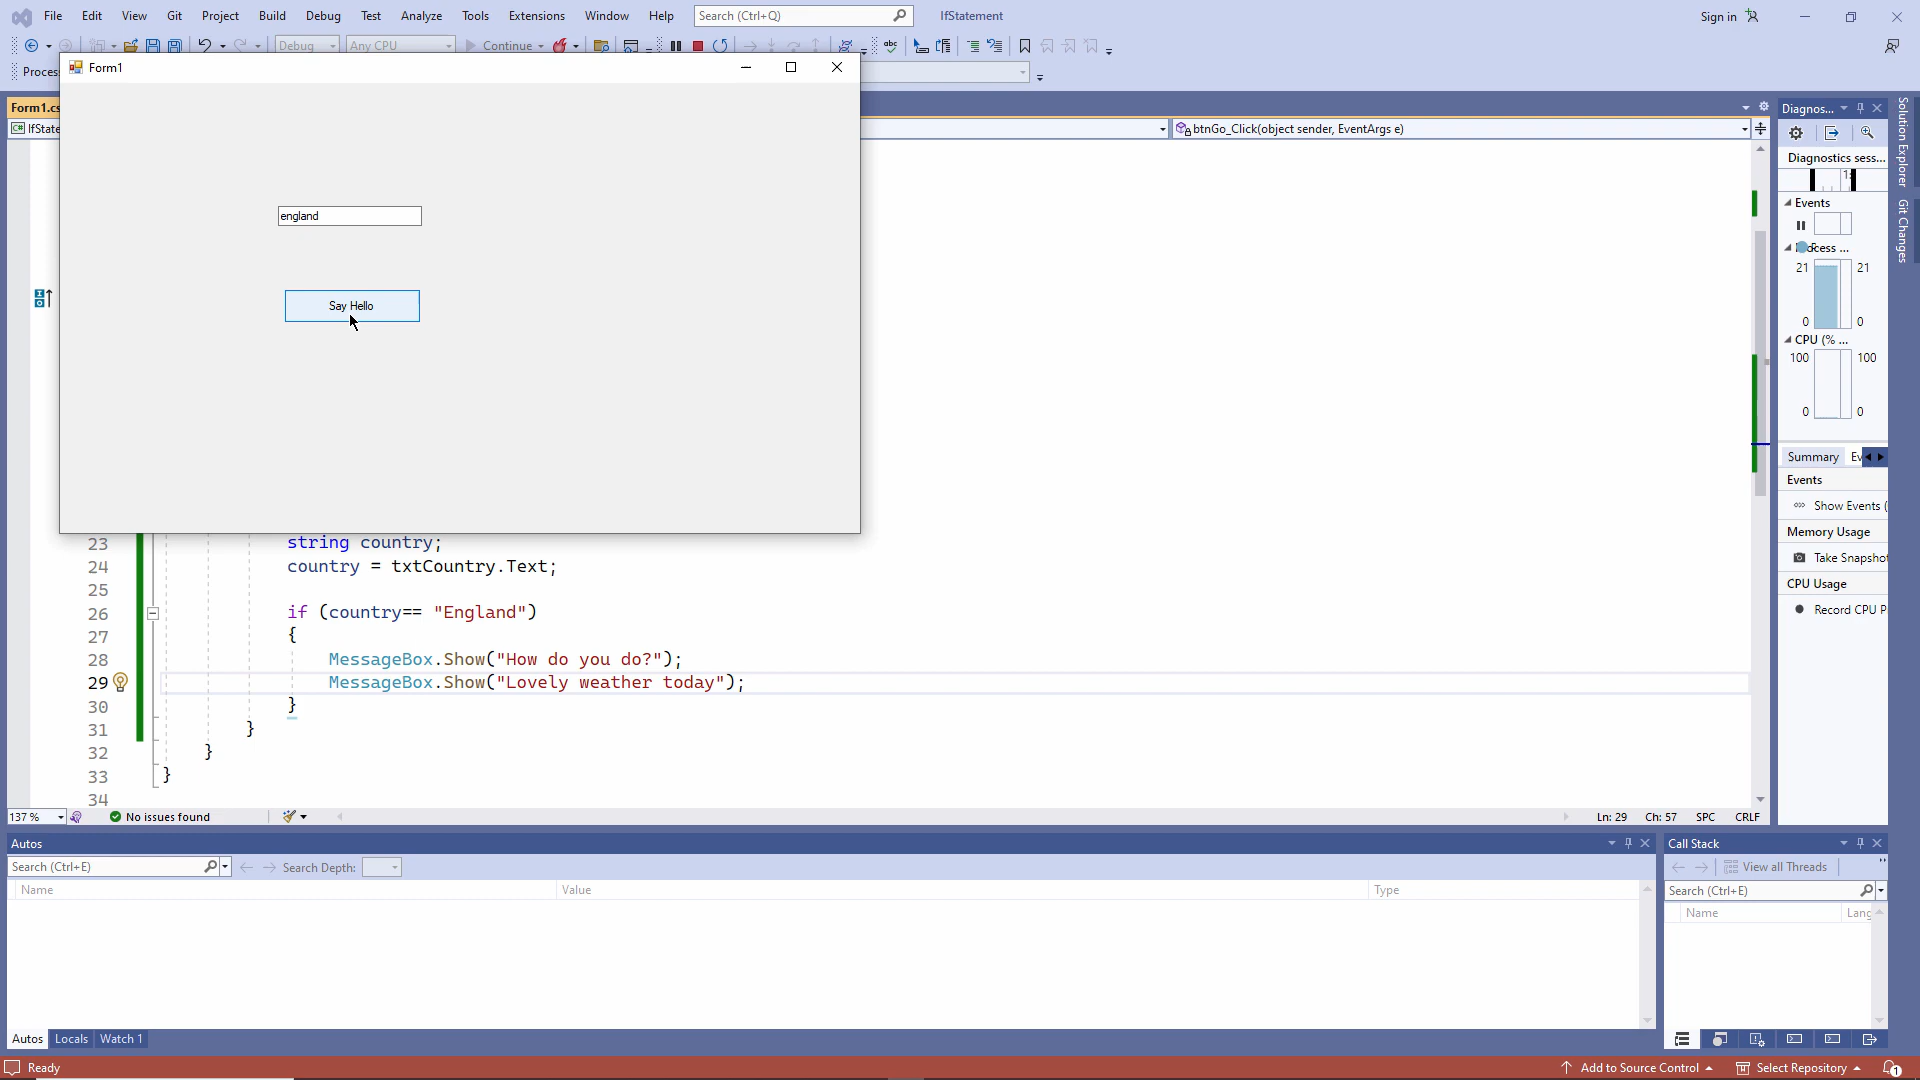 File Edit View Git Project Build Debug Test Analyze Tools Extensions Window Help Search (Ctrl+Q) IfStatement Sign in
Debug Any CPU Continue
Proces
Form1
Form1.cs
IfState btnGo_Click(object sender, EventArgs e)
england
Say Hello
23 string country;
24 country = txtCountry.Text;
25
26 if (country== "England")
27 {
28 MessageBox.Show("How do you do?");
29 MessageBox.Show("Lovely weather today");
30 }
31 }
32 }
33 }
34
137 % No issues found Ln: 29 Ch: 57 SPC CRLF
Diagnos...
Diagnostics sess...
Events
ocess ...
21 21
0 0
CPU (% ...
100 100
0 0
Summary Ev
Events
Show Events (
Memory Usage
Take Snapshot
CPU Usage
Record CPU P
Solution Explorer
Git Changes
Autos
Search (Ctrl+E) Search Depth:
Name Value Type
Autos Locals Watch 1
Call Stack
View all Threads
Search (Ctrl+E)
Name Lang
Ready Add to Source Control Select Repository 1